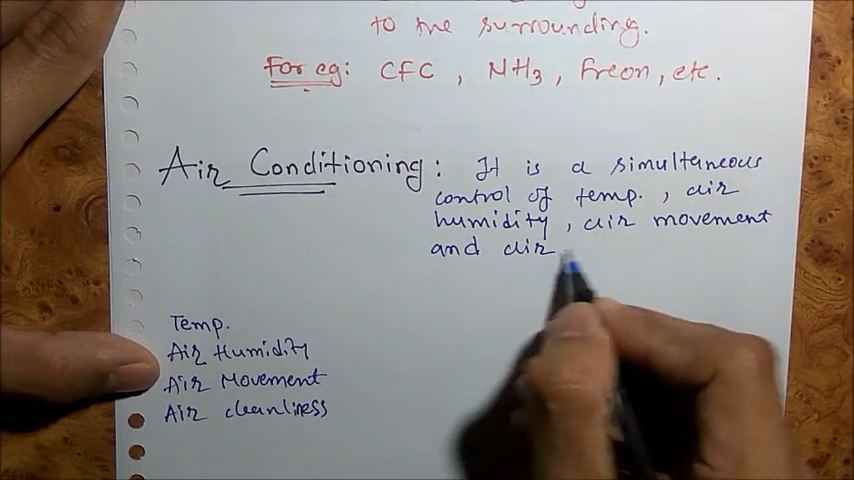 to the surrounding.
For eg: CFC, NH3, Freon, etc.
Air Conditioning: It is a simultaneous
control of temp., air
humidity, air movement
and air
Temp.
Air Humidity
Air Movement
Air cleanliness